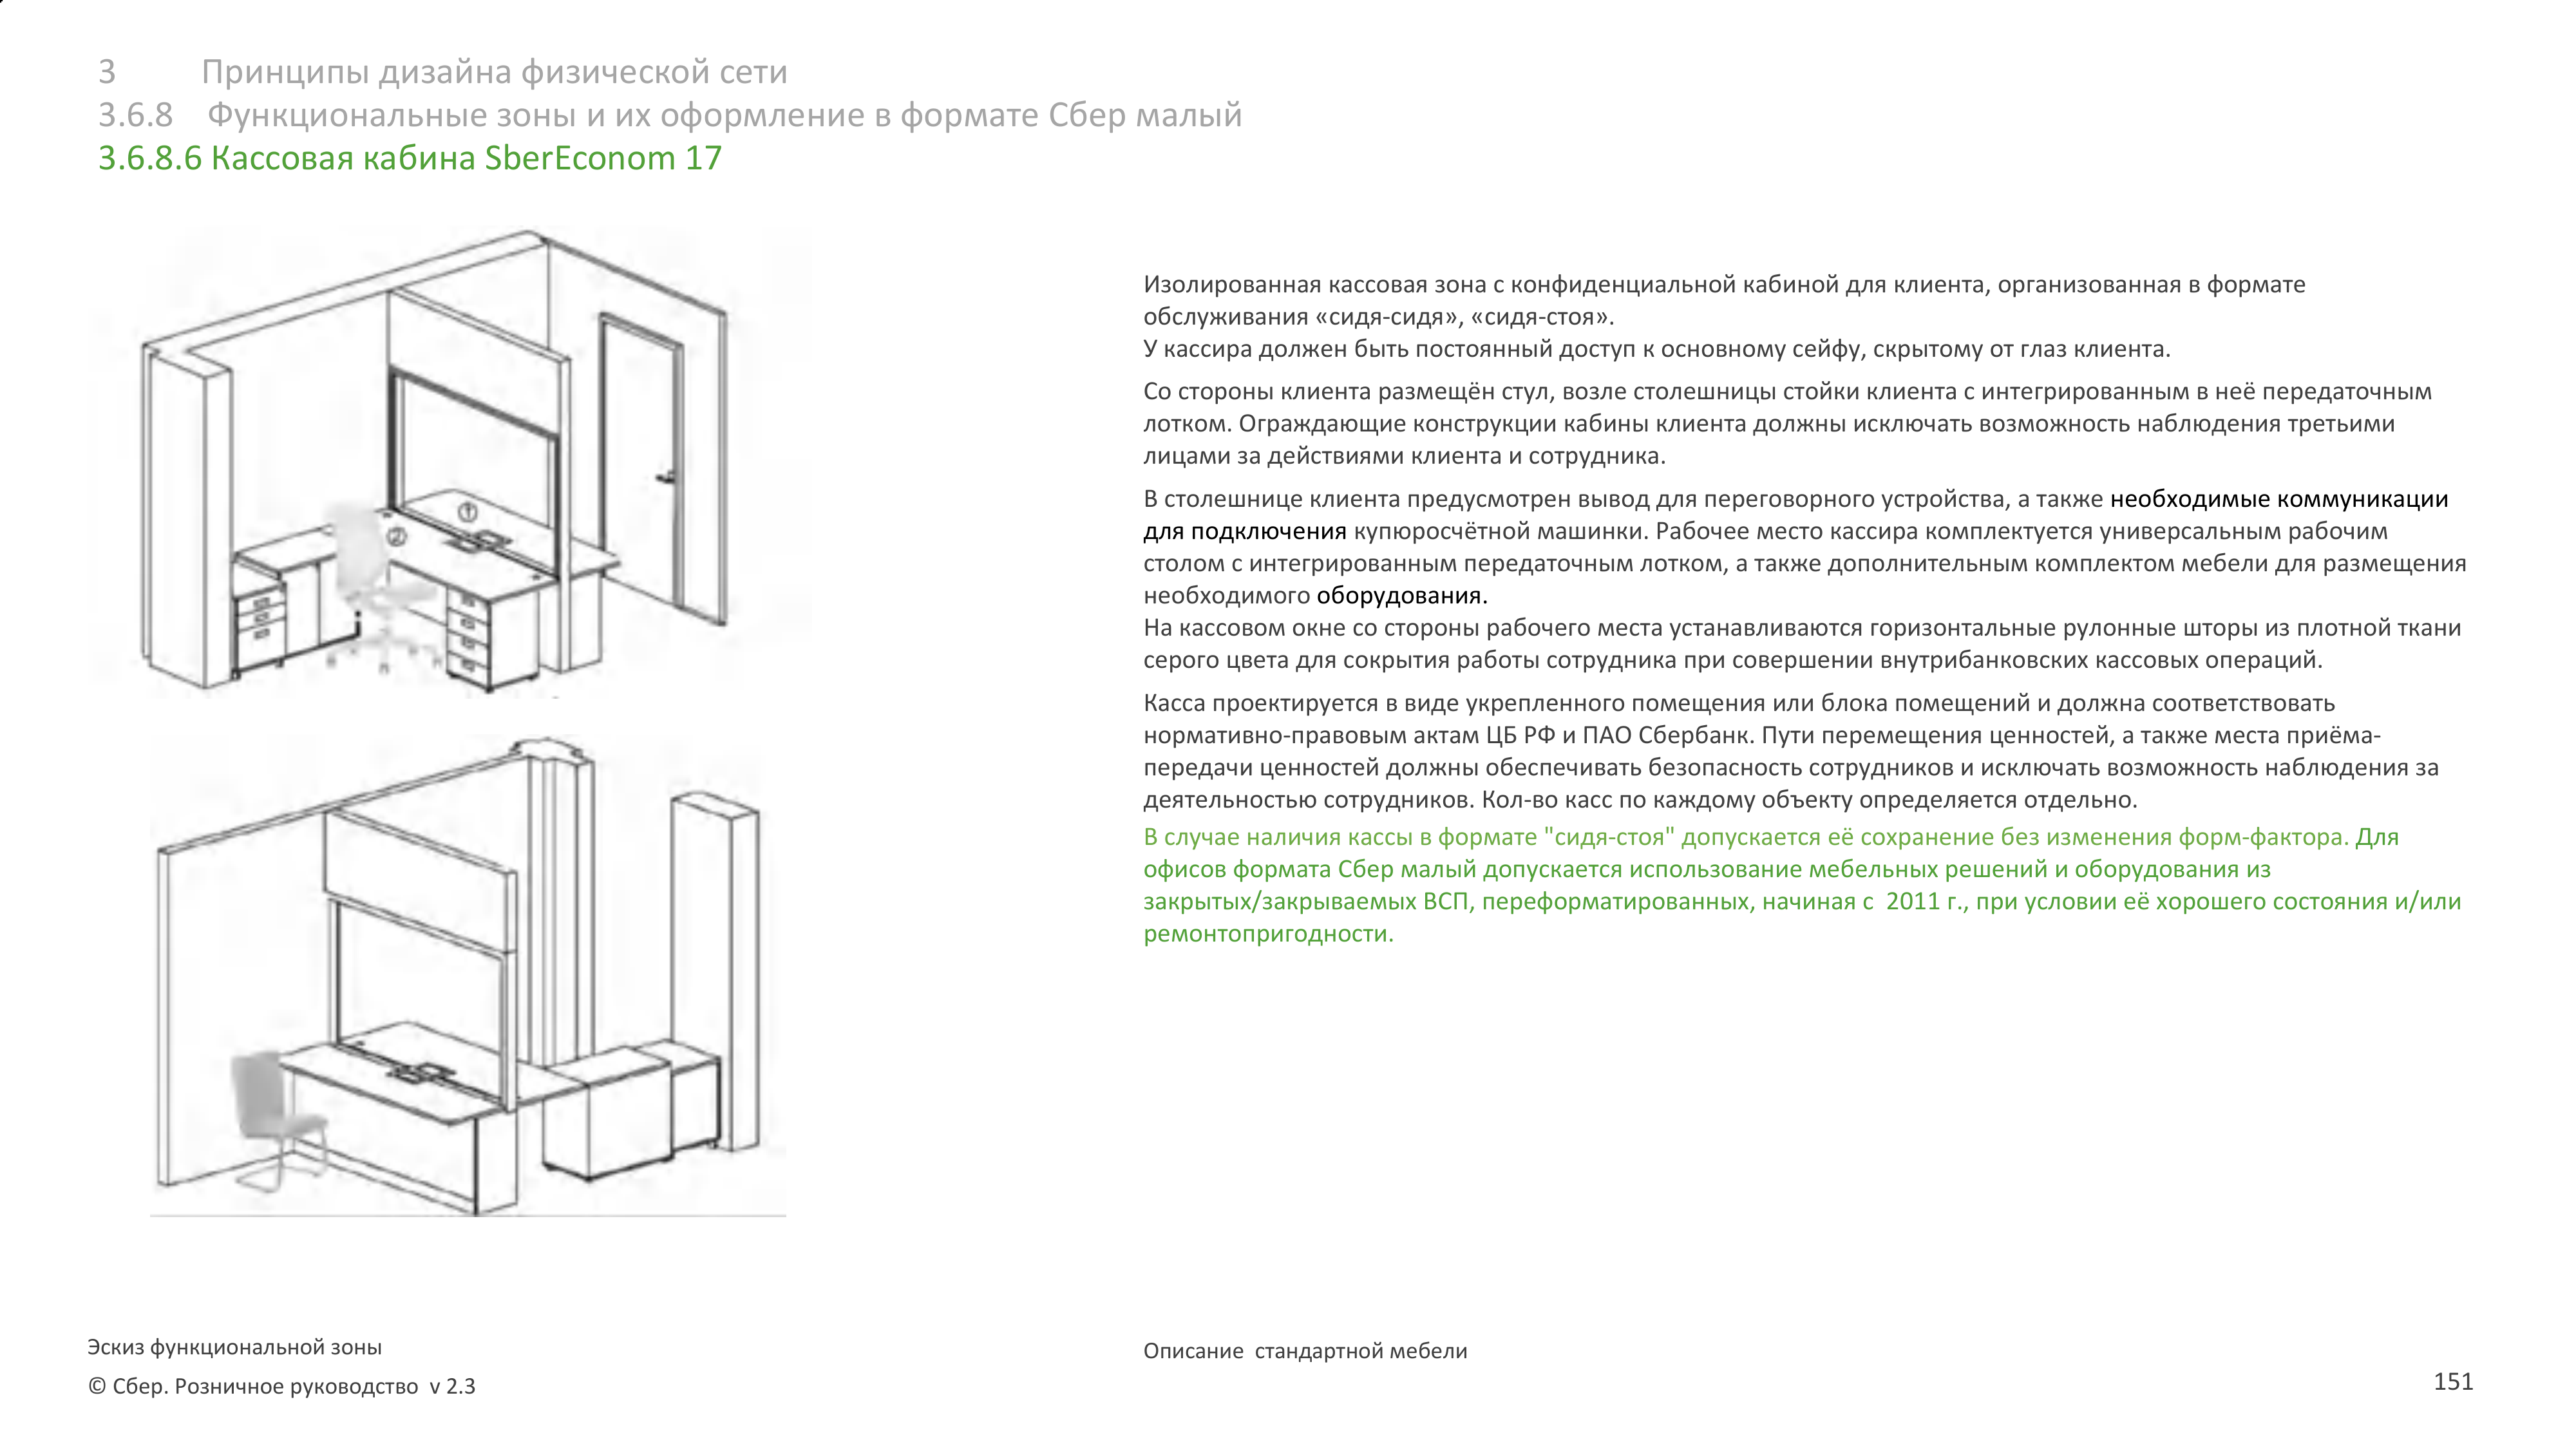 3 Принципы дизайна физической сети
3.6.8 Функциональные зоны и их оформление в формате Сбер малый
3.6.8.6 Кассовая кабина SberEconom 17
1
2
Изолированная кассовая зона с конфиденциальной кабиной для клиента, организованная в формате
обслуживания «сидя-сидя», «сидя-стоя».
У кассира должен быть постоянный доступ к основному сейфу, скрытому от глаз клиента.
Со стороны клиента размещён стул, возле столешницы стойки клиента с интегрированным в неё передаточным
лотком. Ограждающие конструкции кабины клиента должны исключать возможность наблюдения третьими
лицами за действиями клиента и сотрудника.
В столешнице клиента предусмотрен вывод для переговорного устройства, а также необходимые коммуникации
для подключения купюросчётной машинки. Рабочее место кассира комплектуется универсальным рабочим
столом с интегрированным передаточным лотком, а также дополнительным комплектом мебели для размещения
необходимого оборудования.
На кассовом окне со стороны рабочего места устанавливаются горизонтальные рулонные шторы из плотной ткани
серого цвета для сокрытия работы сотрудника при совершении внутрибанковских кассовых операций.
Касса проектируется в виде укрепленного помещения или блока помещений и должна соответствовать
нормативно-правовым актам ЦБ РФ и ПАО Сбербанк. Пути перемещения ценностей, а также места приёма-
передачи ценностей должны обеспечивать безопасность сотрудников и исключать возможность наблюдения за
деятельностью сотрудников. Кол-во касс по каждому объекту определяется отдельно.
В случае наличия кассы в формате "сидя-стоя" допускается её сохранение без изменения форм-фактора. Для
офисов формата Сбер малый допускается использование мебельных решений и оборудования из
закрытых/закрываемых ВСП, переформатированных, начиная с 2011 г., при условии её хорошего состояния и/или
ремонтопригодности.
Эскиз функциональной зоны
Описание стандартной мебели
© Сбер. Розничное руководство v 2.3
151